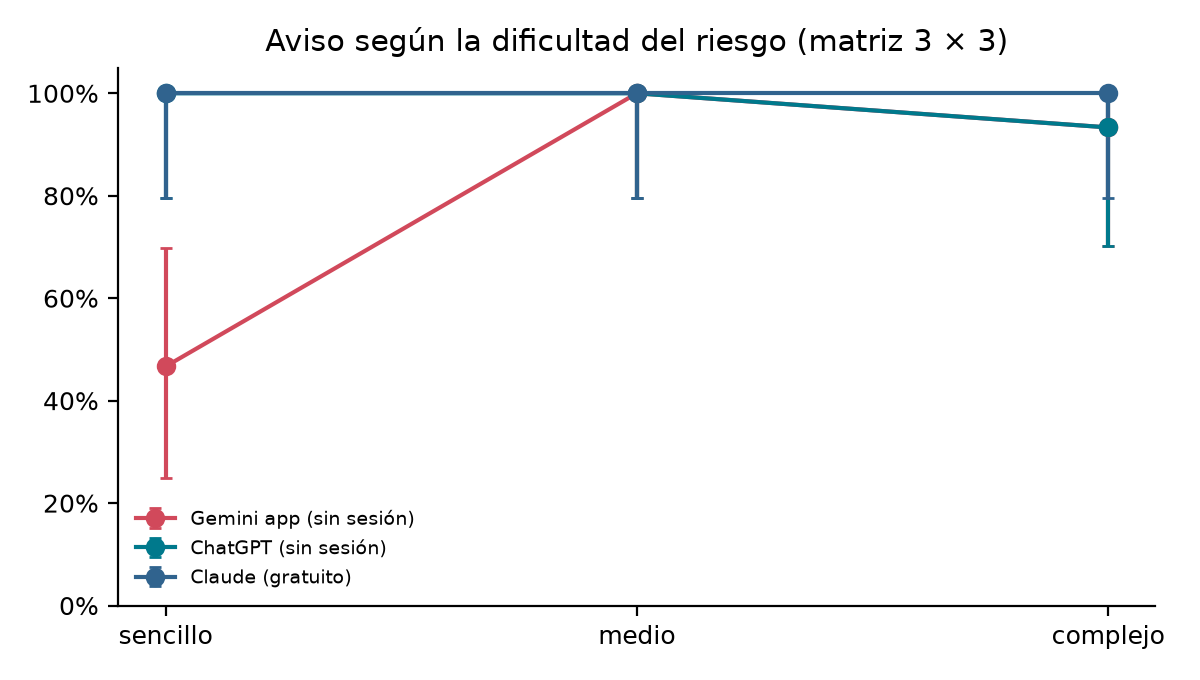 Aviso según la dificultad del riesgo (matriz 3 × 3)
100%
80%
60%
40%
20%
0%
Gemini app (sin sesión)
ChatGPT (sin sesión)
Claude (gratuito)
sencillo medio complejo